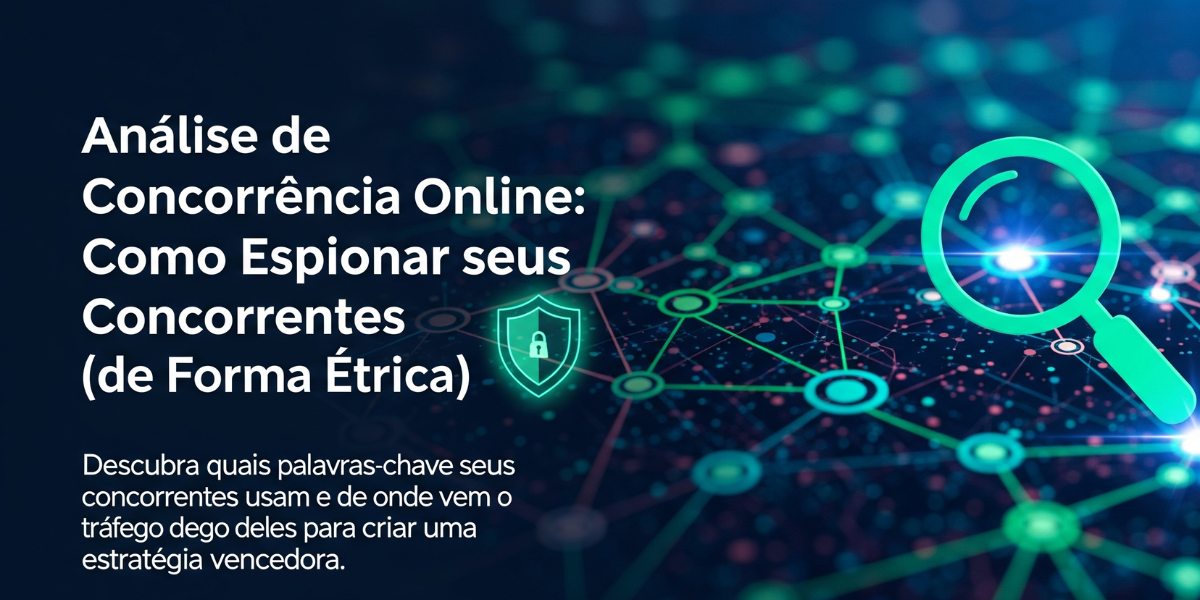 Análise de
Concorrência Online:
Como Espionar seus
Concorrentes
(de Forma Étrica)
Descubra quais palavras-chave seus
concorrentes usam e de onde vem o
tráfego dego deles para criar uma
estratégia vencedora.